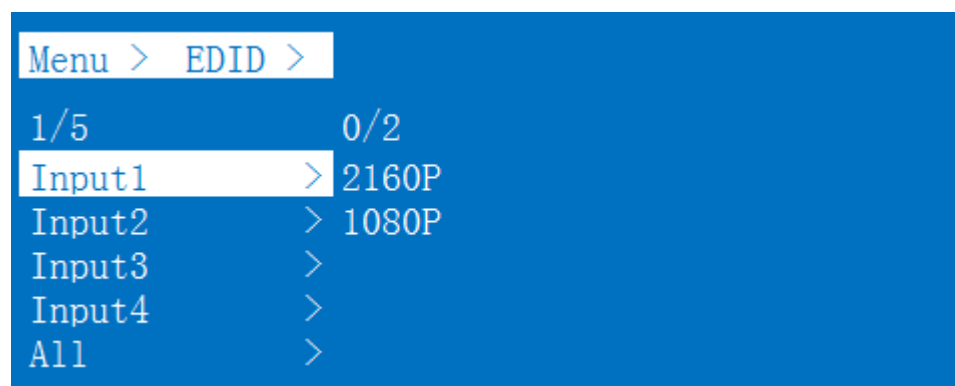 Menu > EDID >
1/5 0/2
Input1 > 2160P
Input2 > 1080P
Input3 >
Input4 >
All >